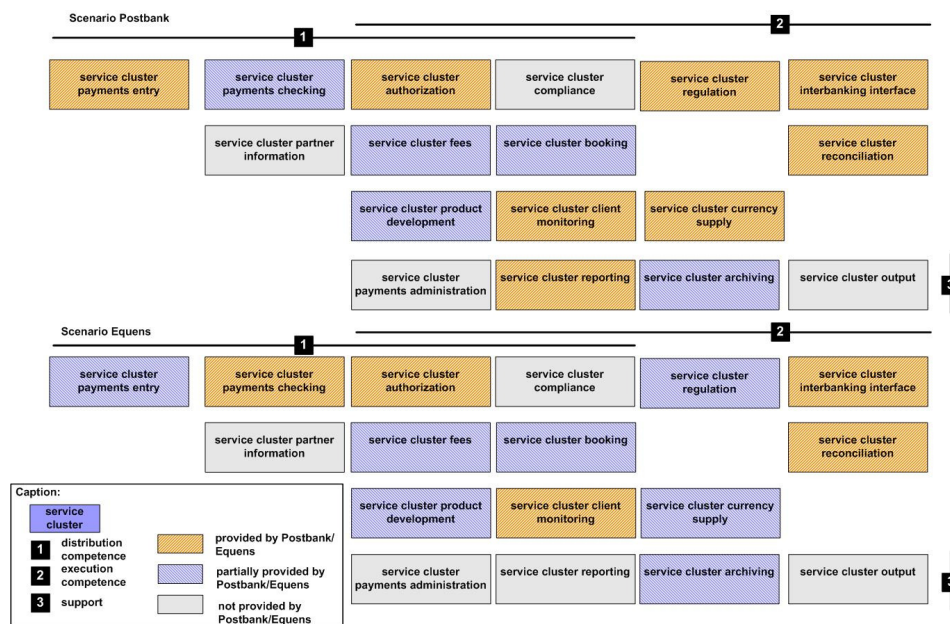 Scenario Postbank
2
1
service cluster
payments entry
service cluster
payments checking
service cluster
authorization
service cluster
compliance
service cluster
regulation
service cluster
interbanking interface
service cluster partner
information
service cluster fees
service cluster booking
service cluster
reconciliation
service cluster product
development
service cluster client
monitoring
service cluster currency
supply
service cluster
payments administration
service cluster reporting
service cluster archiving
service cluster output
3
Scenario Equens
2
1
service cluster
payments entry
service cluster
payments checking
service cluster
authorization
service cluster
compliance
service cluster
regulation
service cluster
interbanking interface
service cluster partner
information
service cluster fees
service cluster booking
service cluster
reconciliation
service cluster product
development
service cluster client
monitoring
service cluster currency
supply
service cluster
payments administration
service cluster reporting
service cluster archiving
service cluster output
3
Caption:
service
cluster
1
distribution
competence
2
execution
competence
3
support
provided by Postbank/
Equens
partially provided by
Postbank/Equens
not provided by
Postbank/Equens